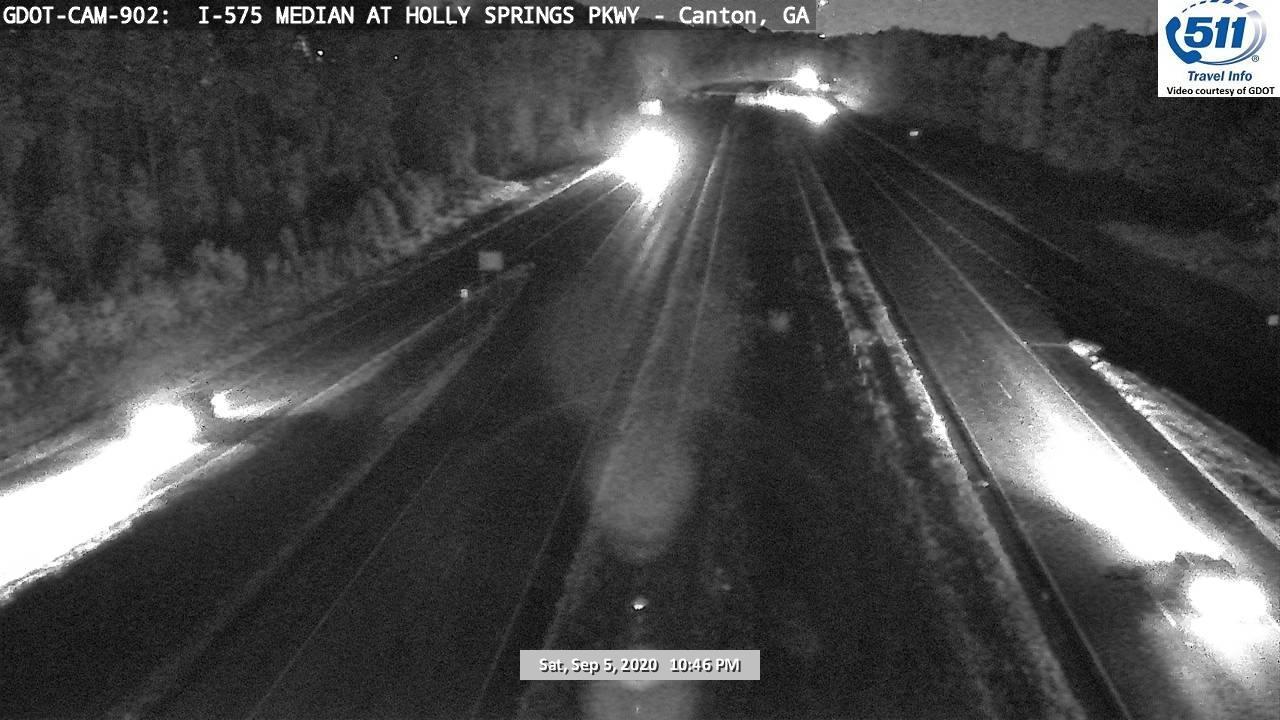 GDOT-CAM-902: I-575 MEDIAN AT HOLLY SPRINGS PKWY - Canton, GA
511
®
Travel Info
Video courtesy of GDOT
Sat, Sep 5, 2020 10:46 PM